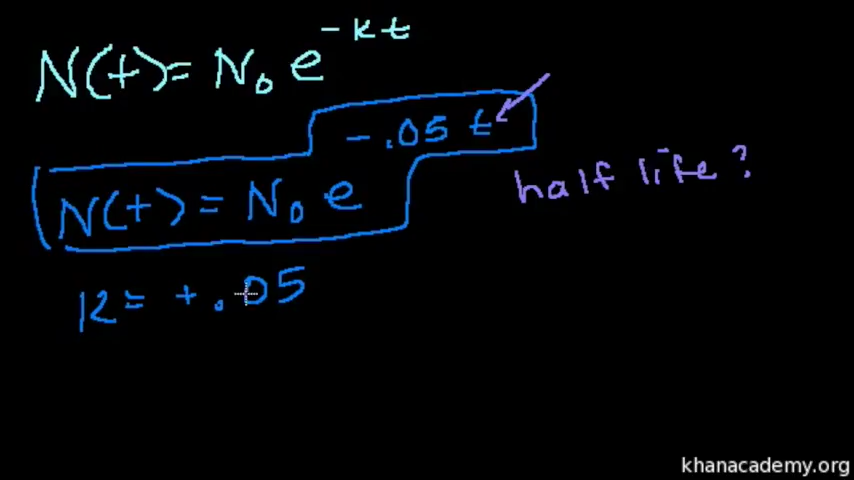 N(t) = N₀ e^{-kt}
N(t) = N₀ e^{-.05 t}
half life?
k = + .05
khanacademy.org